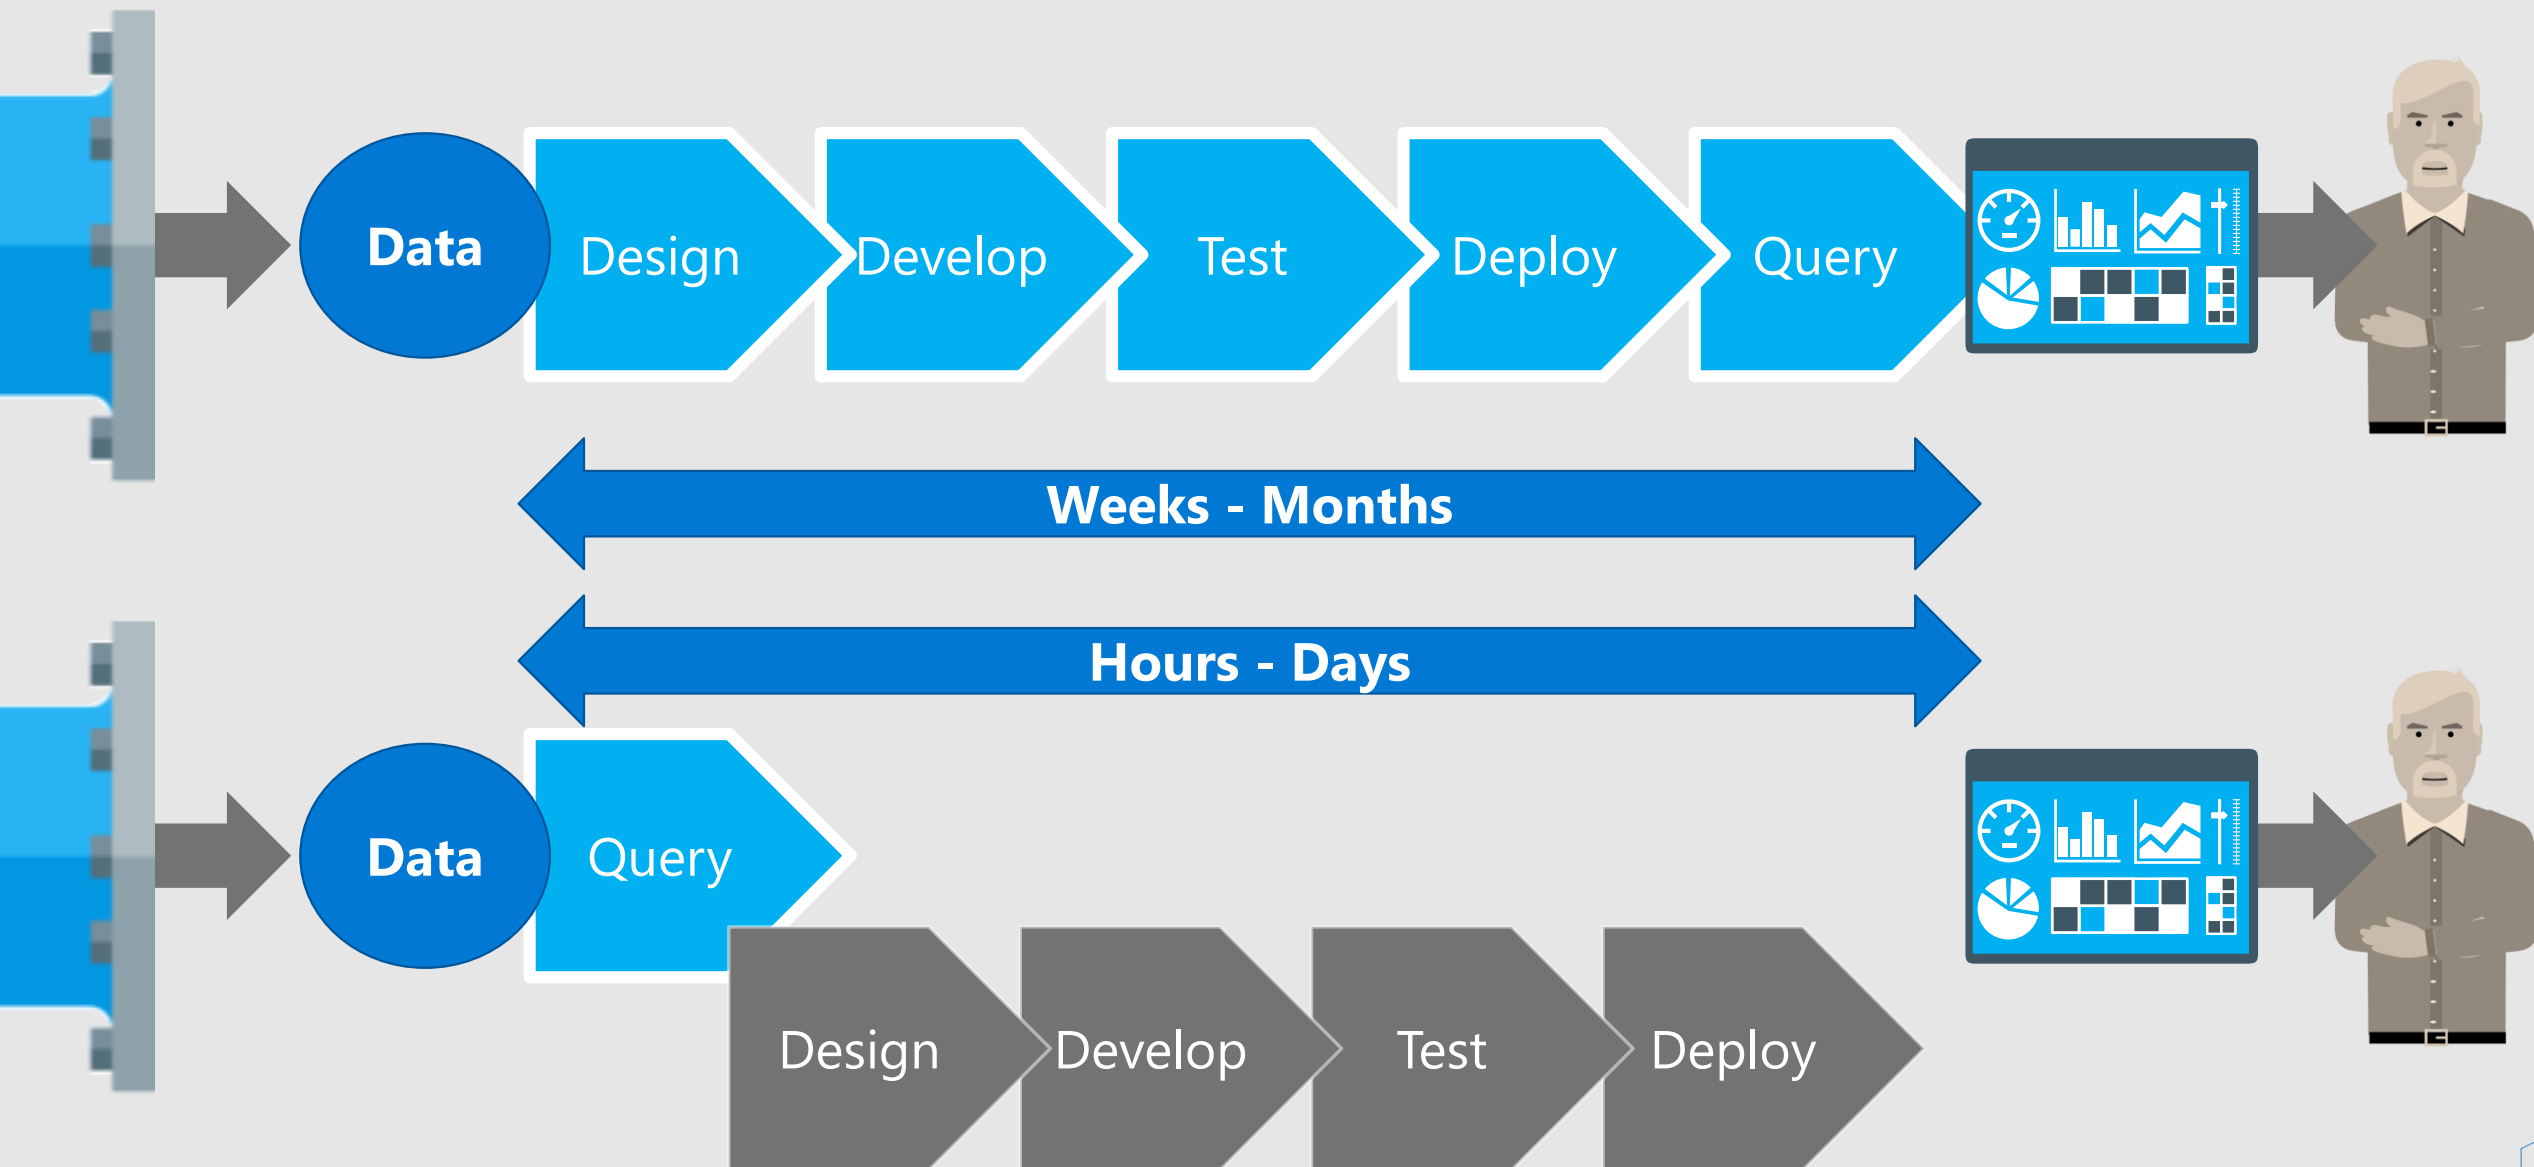 Data
Design
Develop
Test
Deploy
Query
Weeks - Months
Hours - Days
Data
Query
Design
Develop
Test
Deploy